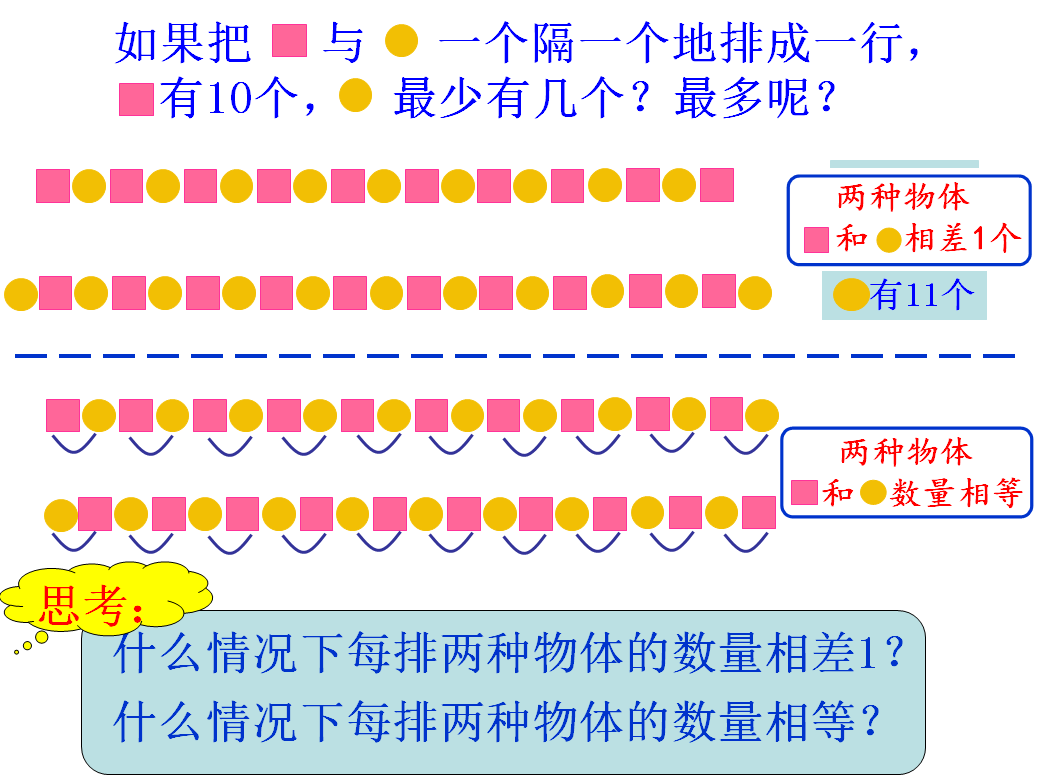 如果把 与 一个隔一个地排成一行，
有10个， 最少有几个？最多呢？
两种物体
和 相差1个
有11个
两种物体
和 数量相等
思考：
什么情况下每排两种物体的数量相差1？
什么情况下每排两种物体的数量相等？